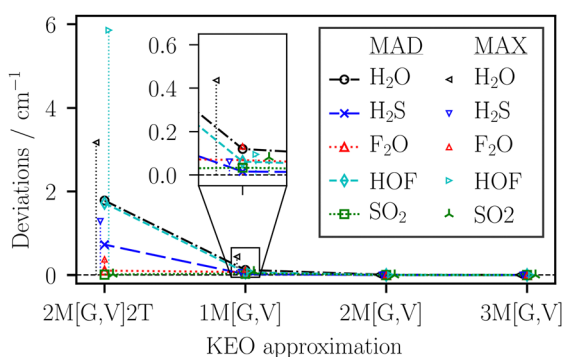 6
4
2
0
Deviations / cm⁻¹
0.6
0.4
0.2
0.0
MAD MAX
H₂O H₂O
H₂S H₂S
F₂O F₂O
HOF HOF
SO₂ SO2
2M[G,V]2T 1M[G,V] 2M[G,V] 3M[G,V]
KEO approximation